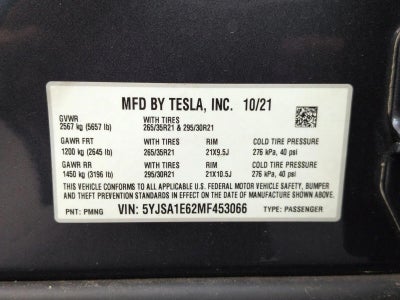 MFD BY TESLA, INC. 10/21
GVWR WITH TIRES
2567 kg (5657 lb) 265/35R21 & 295/30R21
GAWR FRT WITH TIRES RIM COLD TIRE PRESSURE
1200 kg (2645 lb) 265/35R21 21X9.5J 276 kPa, 40 psi
GAWR RR WITH TIRES RIM COLD TIRE PRESSURE
1450 kg (3196 lb) 295/30R21 21X10.5J 276 kPa, 40 psi
THIS VEHICLE CONFORMS TO ALL APPLICABLE U.S. FEDERAL MOTOR VEHICLE SAFETY, BUMPER
AND THEFT PREVENTION STANDARDS IN EFFECT ON THE DATE OF MANUFACTURE SHOWN ABOVE.
PNT: PMNG VIN: 5YJSA1E62MF453066 TYPE: PASSENGER